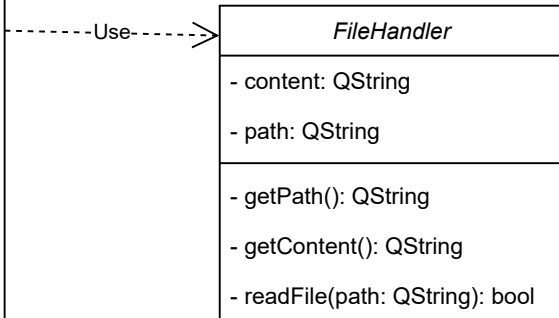 Use
FileHandler
- content: QString
- path: QString
- getPath(): QString
- getContent(): QString
- readFile(path: QString): bool